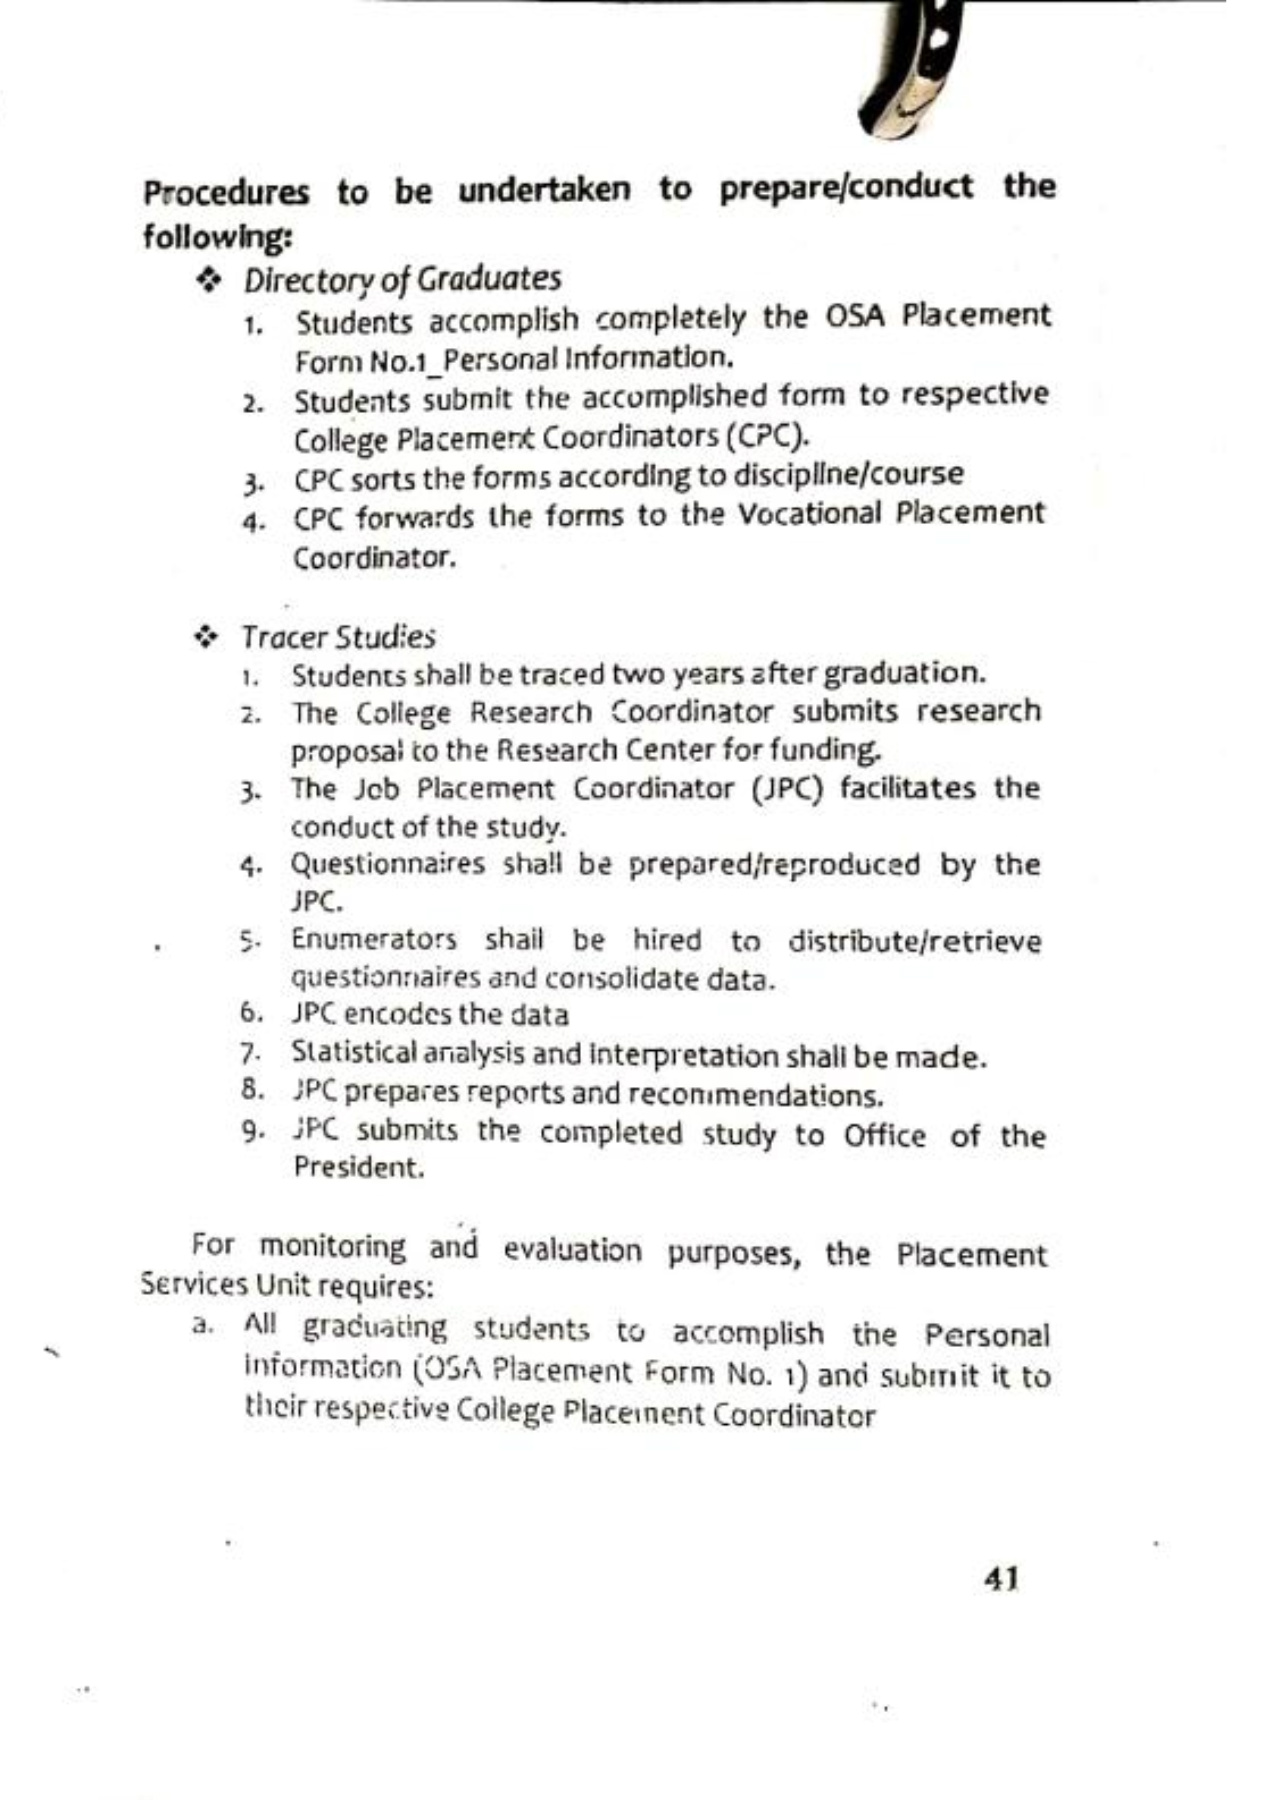 Procedures to be undertaken to prepare/conduct the
following:
❖ Directory of Graduates
1. Students accomplish completely the OSA Placement
Form No.1_Personal Information.
2. Students submit the accomplished form to respective
College Placement Coordinators (CPC).
3. CPC sorts the forms according to discipline/course
4. CPC forwards the forms to the Vocational Placement
Coordinator.
❖ Tracer Studies
1. Students shall be traced two years after graduation.
2. The College Research Coordinator submits research
proposal to the Research Center for funding.
3. The Job Placement Coordinator (JPC) facilitates the
conduct of the study.
4. Questionnaires shall be prepared/reproduced by the
JPC.
5. Enumerators shall be hired to distribute/retrieve
questionnaires and consolidate data.
6. JPC encodes the data
7. Statistical analysis and interpretation shall be made.
8. JPC prepares reports and recommendations.
9. JPC submits the completed study to Office of the
President.
For monitoring and evaluation purposes, the Placement
Services Unit requires:
a. All graduating students to accomplish the Personal
Information (OSA Placement Form No. 1) and submit it to
their respective College Placement Coordinator
41